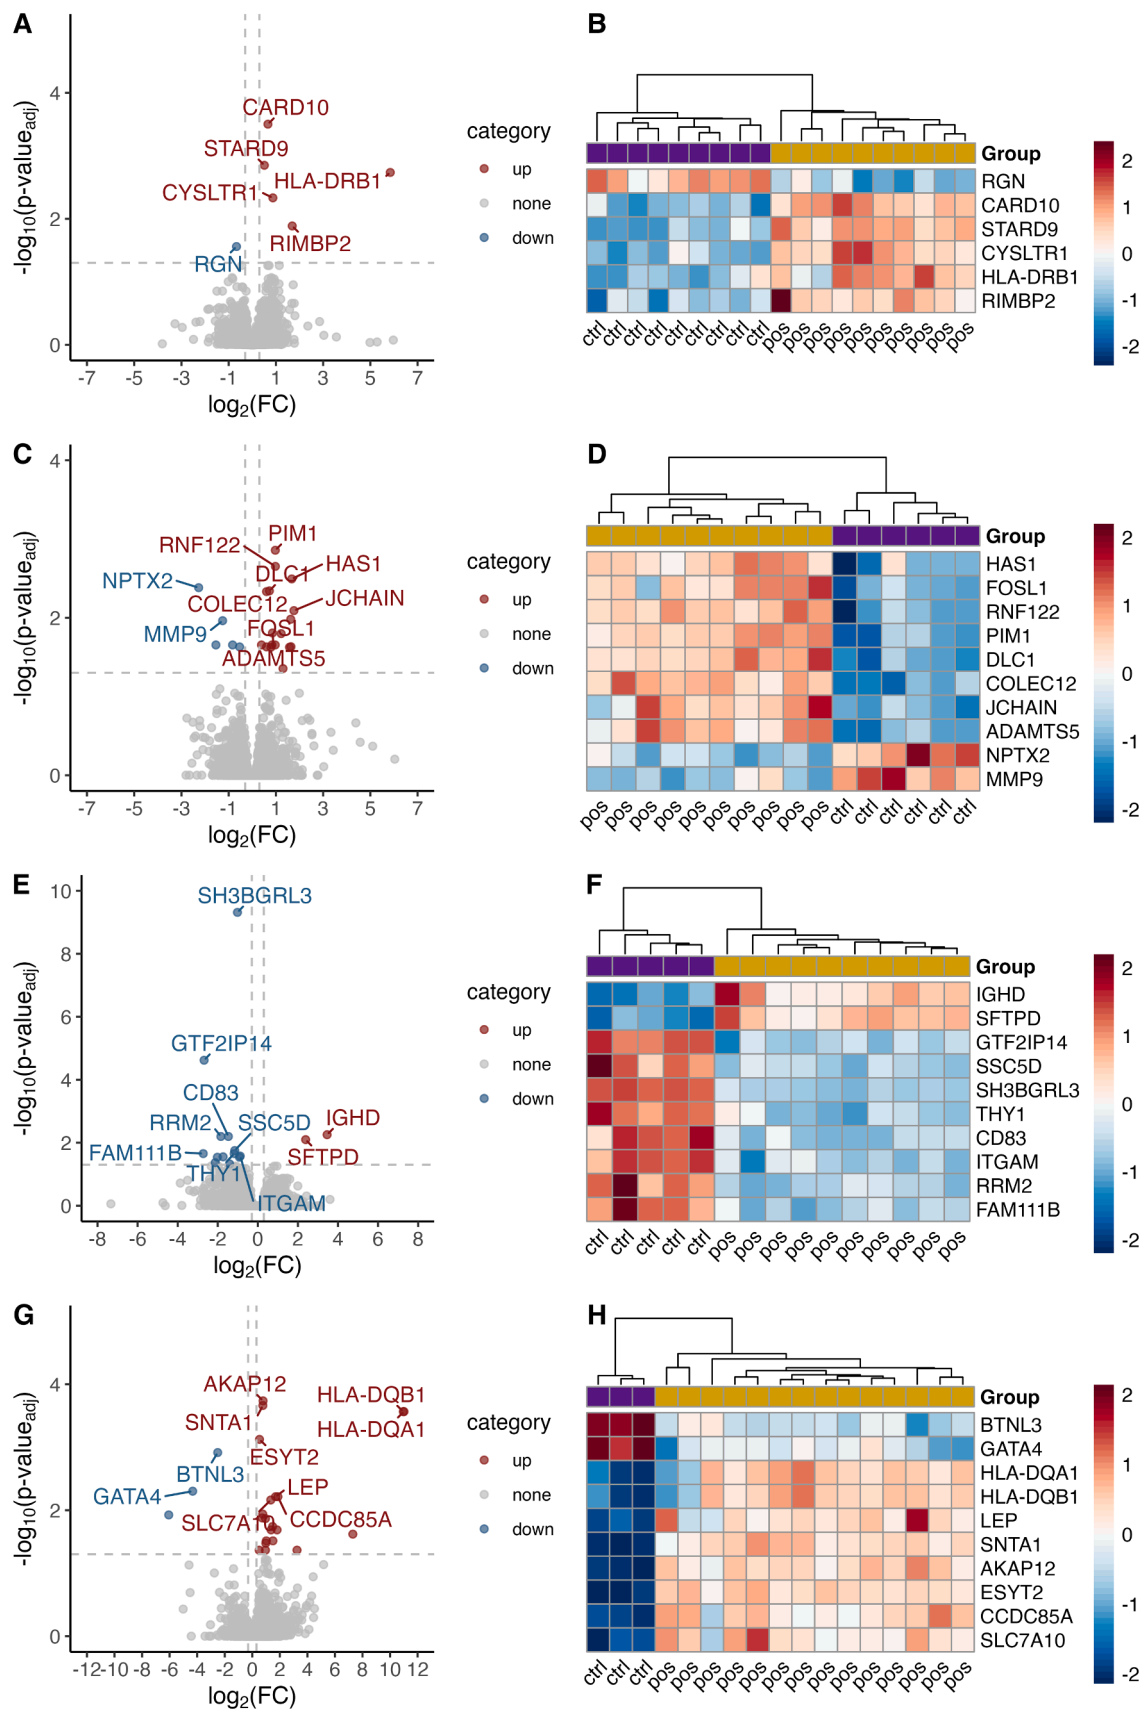 A
-log10(p-valueadj)
4
2
0
CARD10
STARD9
HLA-DRB1
CYSLTR1
RIMBP2
RGN
-7 -5 -3 -1 1 3 5 7
log2(FC)
category
up
none
down
B
Group
RGN
CARD10
STARD9
CYSLTR1
HLA-DRB1
RIMBP2
ctrl ctrl ctrl ctrl ctrl ctrl ctrl ctrl ctrl pos pos pos pos pos pos pos pos pos pos
2
1
0
-1
-2
C
-log10(p-valueadj)
4
2
0
PIM1
RNF122
HAS1
DLC1
NPTX2
COLEC12
JCHAIN
MMP9
FOSL1
ADAMTS5
-7 -5 -3 -1 1 3 5 7
log2(FC)
category
up
none
down
D
Group
HAS1
FOSL1
RNF122
PIM1
DLC1
COLEC12
JCHAIN
ADAMTS5
NPTX2
MMP9
pos pos pos pos pos pos pos pos pos pos ctrl ctrl ctrl ctrl ctrl ctrl
2
1
0
-1
-2
E
-log10(p-valueadj)
10
8
6
4
2
0
SH3BGRL3
GTF2IP14
CD83
RRM2
SSC5D
IGHD
FAM111B
SFTPD
THY1
ITGAM
-8 -6 -4 -2 0 2 4 6 8
log2(FC)
category
up
none
down
F
Group
IGHD
SFTPD
GTF2IP14
SSC5D
SH3BGRL3
THY1
CD83
ITGAM
RRM2
FAM111B
ctrl ctrl ctrl ctrl ctrl pos pos pos pos pos pos pos pos pos pos
2
1
0
-1
-2
G
-log10(p-valueadj)
4
2
0
AKAP12
HLA-DQB1
SNTA1
HLA-DQA1
ESYT2
BTNL3
LEP
GATA4
SLC7A1
CCDC85A
-12 -10 -8 -6 -4 -2 0 2 4 6 8 10 12
log2(FC)
category
up
none
down
H
Group
BTNL3
GATA4
HLA-DQA1
HLA-DQB1
LEP
SNTA1
AKAP12
ESYT2
CCDC85A
SLC7A10
ctrl ctrl ctrl pos pos pos pos pos pos pos pos pos pos pos pos pos pos
2
1
0
-1
-2